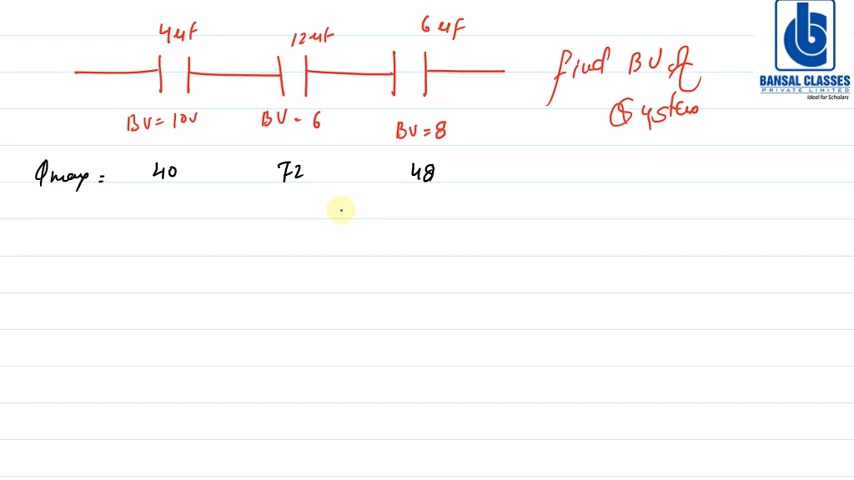 4μF 12μF 6μF
find BV of
System
BV = 10V BV = 6 BV = 8
Qmax = 40 72 48
BANSAL CLASSES
PRIVATE LIMITED
Ideal for Scholars